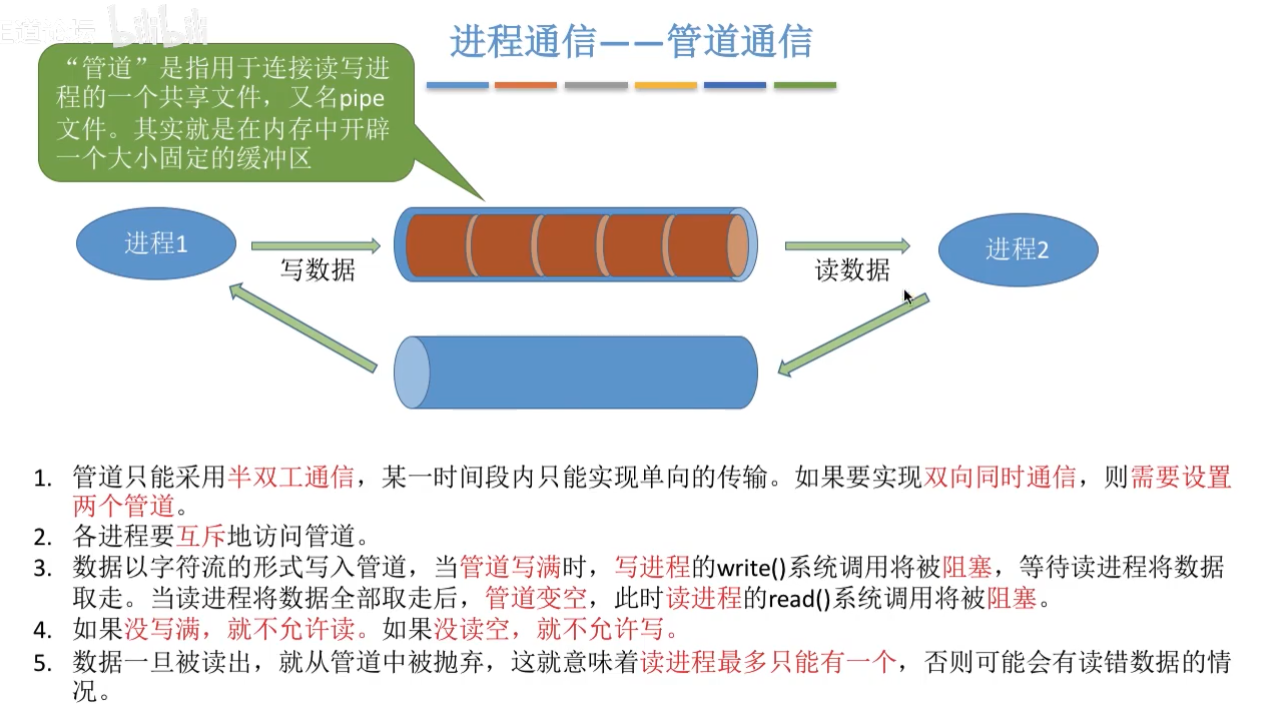 bilibili
进程通信——管道通信
“管道”是指用于连接读写进
程的一个共享文件，又名pipe
文件。其实就是在内存中开辟
一个大小固定的缓冲区
进程1
写数据
读数据
进程2
1. 管道只能采用半双工通信，某一时间段内只能实现单向的传输。如果要实现双向同时通信，则需要设置
两个管道。
2. 各进程要互斥地访问管道。
3. 数据以字符流的形式写入管道，当管道写满时，写进程的write()系统调用将被阻塞，等待读进程将数据
取走。当读进程将数据全部取走后，管道变空，此时读进程的read()系统调用将被阻塞。
4. 如果没写满，就不允许读。如果没读空，就不允许写。
5. 数据一旦被读出，就从管道中被抛弃，这就意味着读进程最多只能有一个，否则可能会有读错数据的情
况。